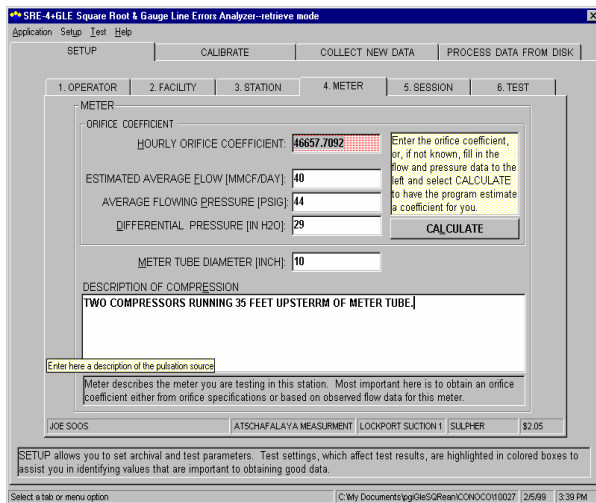 SRE-4+GLE Square Root & Gauge Line Errors Analyzer--retrieve mode
Application Setup Test Help
SETUP CALIBRATE COLLECT NEW DATA PROCESS DATA FROM DISK
1. OPERATOR 2. FACILITY 3. STATION 4. METER 5. SESSION 6. TEST
METER
ORIFICE COEFFICIENT
HOURLY ORIFICE COEFFICIENT: 46657.7092
Enter the orifice coefficient,
or, if not known, fill in the
flow and pressure data to the
left and select CALCULATE
to have the program estimate
a coefficient for you.
ESTIMATED AVERAGE FLOW [MMCF/DAY]: 40
AVERAGE FLOWING PRESSURE [PSIG]: 44
DIFFERENTIAL PRESSURE [IN H2O]: 29
CALCULATE
METER TUBE DIAMETER [INCH]: 10
DESCRIPTION OF COMPRESSION
TWO COMPRESSORS RUNNING 35 FEET UPSTERRM OF METER TUBE.
Enter here a description of the pulsation source
Meter describes the meter you are testing in this station. Most important here is to obtain an orifice
coefficient either from orifice specifications or based on observed flow data for this meter.
JOE SOOS AT5CHAFALAYA MEASURMENT LOCKPORT SUCTION 1 SULPHER $2.05
SETUP allows you to set archival and test parameters. Test settings, which affect test results, are highlighted in colored boxes to
assist you in identifying values that are important to obtaining good data.
Select a tab or menu option C:\My Documents\pgi\GleSQRean\CONOCO\10027 2/5/99 3:39 PM